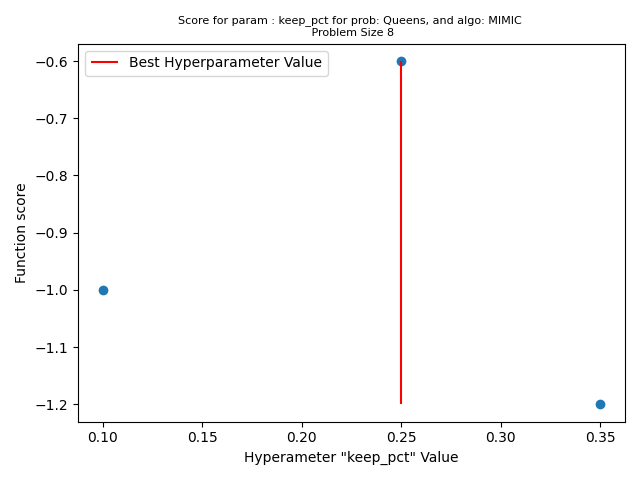 Score for param : keep_pct for prob: Queens, and algo: MIMIC
Problem Size 8
Best Hyperparameter Value
−0.6
−0.7
−0.8
−0.9
−1.0
−1.1
−1.2
Function score
0.10 0.15 0.20 0.25 0.30 0.35
Hyperameter "keep_pct" Value